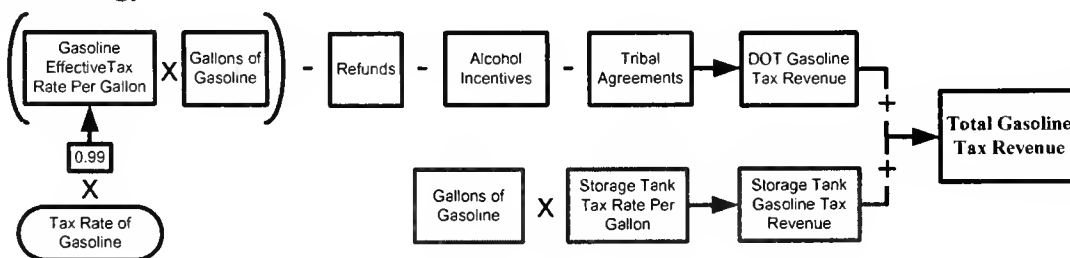 Gasoline
EffectiveTax
Rate Per Gallon
X
Gallons of
Gasoline
-
Refunds
-
Alcohol
Incentives
-
Tribal
Agreements
DOT Gasoline
Tax Revenue
+
Total Gasoline
Tax Revenue
+
0.99
X
Tax Rate of
Gasoline
Gallons of
Gasoline
X
Storage Tank
Tax Rate Per
Gallon
Storage Tank
Gasoline Tax
Revenue